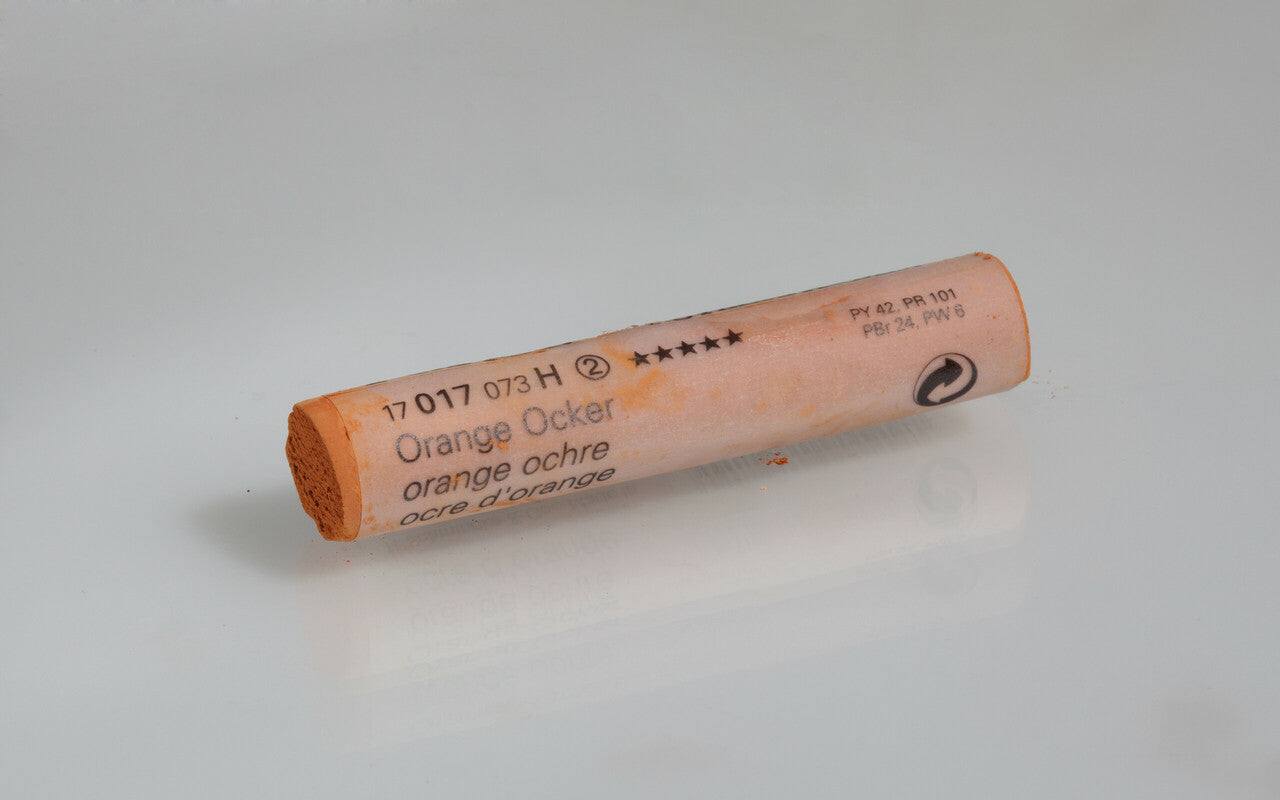 17 017 073 H ② ★★★★★
Orange Ocker
orange ochre
ocre d'orange
PY 42, PR 101
PBr 24, PW 6